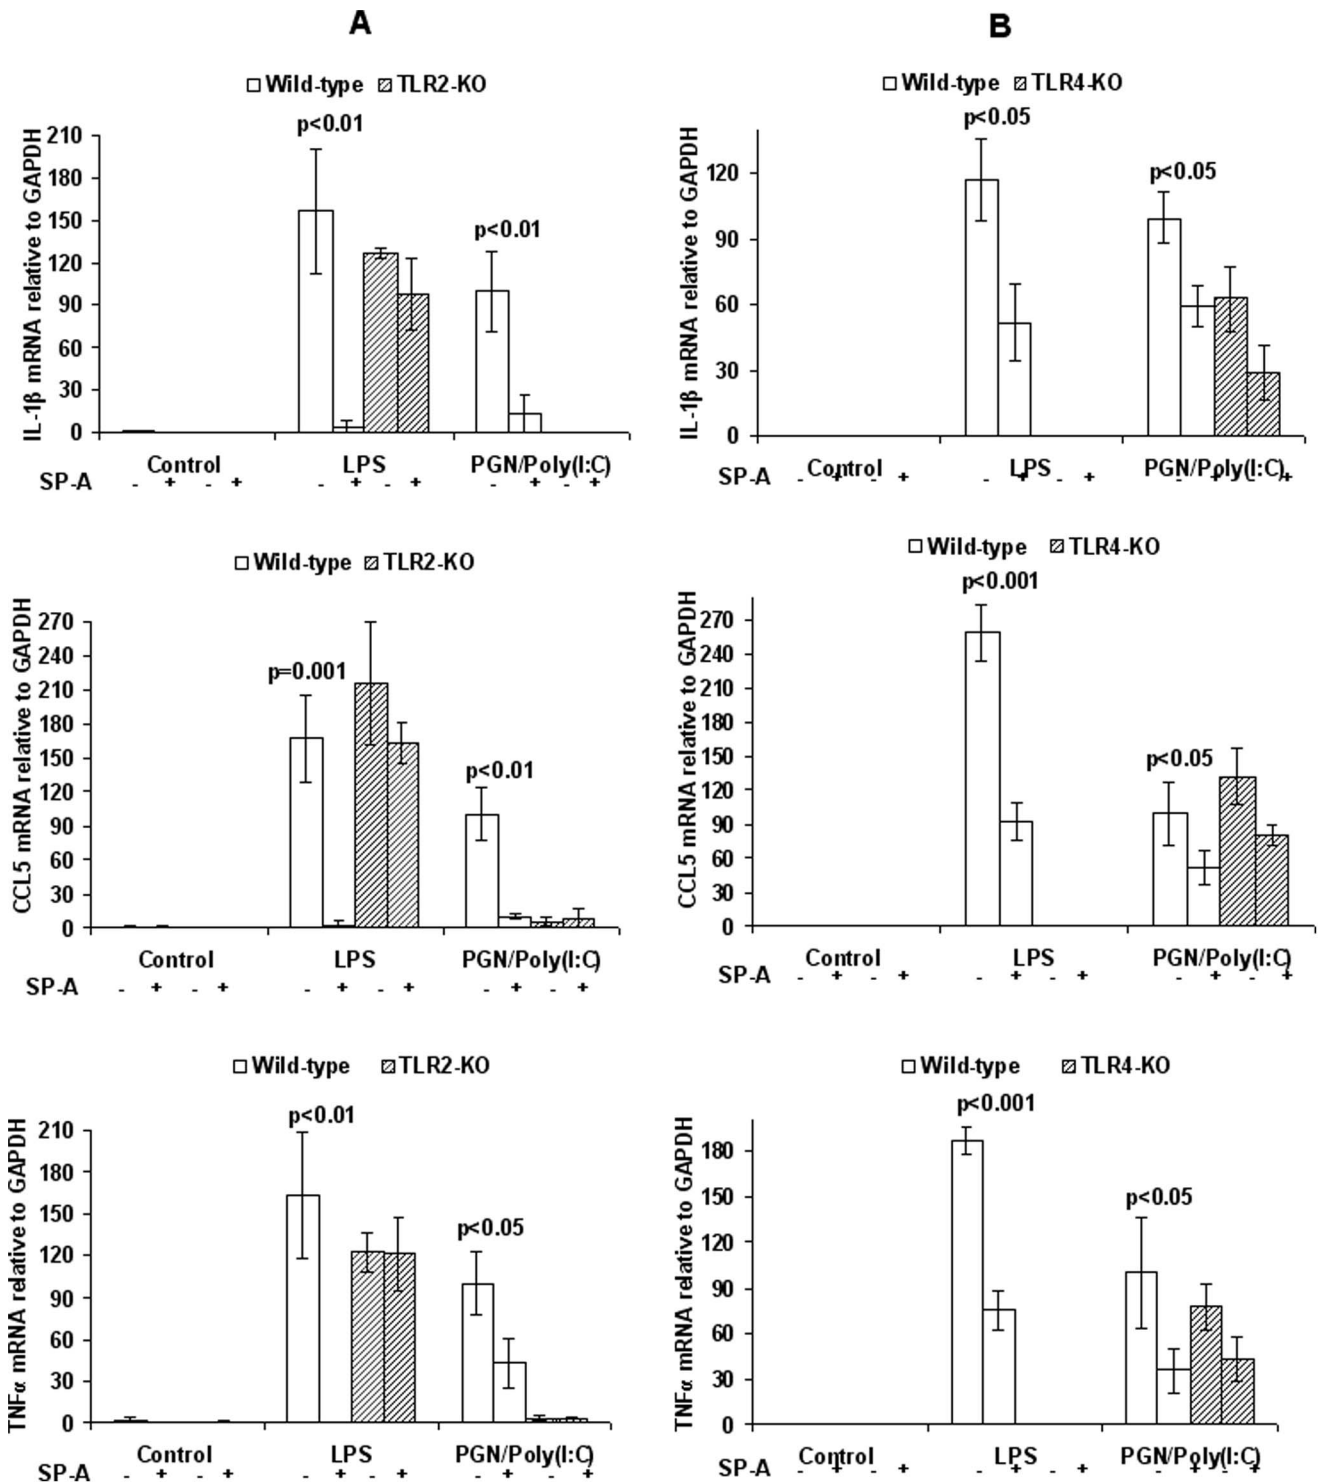 A
Wild-type TLR2-KO
p<0.01
p<0.01
IL-1β mRNA relative to GAPDH
210
180
150
120
90
60
30
0
Control LPS PGN/Poly(I:C)
SP-A - + - + - + - + - + - +
Wild-type TLR2-KO
p=0.001
p<0.01
CCL5 mRNA relative to GAPDH
270
240
210
180
150
120
90
60
30
0
Control LPS PGN/Poly(I:C)
SP-A - + - + - + - + - + - +
Wild-type TLR2-KO
p<0.01
p<0.05
TNFα mRNA relative to GAPDH
210
180
150
120
90
60
30
0
Control LPS PGN/Poly(I:C)
SP-A - + - + - + - + - + - +
B
Wild-type TLR4-KO
p<0.05
p<0.05
IL-1β mRNA relative to GAPDH
120
90
60
30
0
Control LPS PGN/Poly(I:C)
SP-A - + - + - + - + - + - +
Wild-type TLR4-KO
p<0.001
p<0.05
CCL5 mRNA relative to GAPDH
270
240
210
180
150
120
90
60
30
0
Control LPS PGN/Poly(I:C)
SP-A - + - + - + - + - + - +
Wild-type TLR4-KO
p<0.001
p<0.05
TNFα mRNA relative to GAPDH
180
150
120
90
60
30
0
Control LPS PGN/Poly(I:C)
SP-A - + - + - + - + - + - +